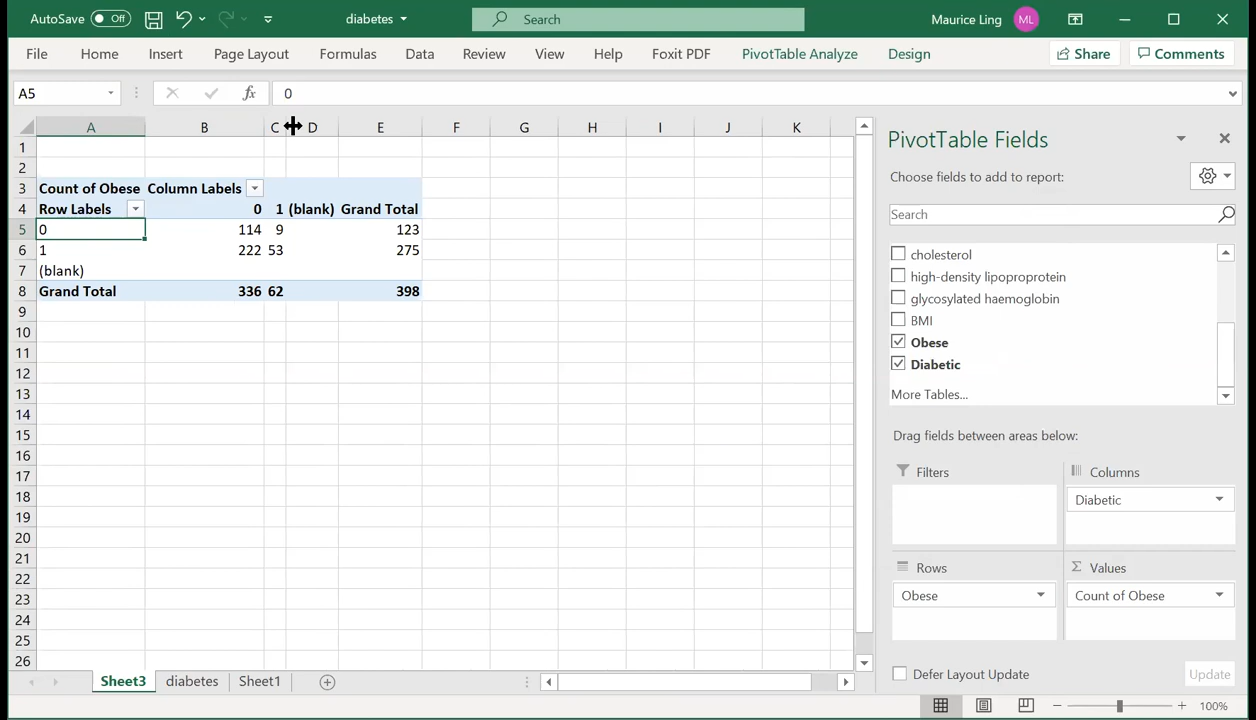 AutoSave Off diabetes Search Maurice Ling ML
File Home Insert Page Layout Formulas Data Review View Help Foxit PDF PivotTable Analyze Design Share Comments
A5 fx 0
A B C D E F G H I J K
1
2
3 Count of Obese Column Labels
4 Row Labels 0 1 (blank) Grand Total
5 0 114 9 123
6 1 222 53 275
7 (blank)
8 Grand Total 336 62 398
9
10
11
12
13
14
15
16
17
18
19
20
21
22
23
24
25
26
Sheet3 diabetes Sheet1
PivotTable Fields
Choose fields to add to report:
Search
cholesterol
high-density lipoproprotein
glycosylated haemoglobin
BMI
Obese
Diabetic
More Tables...
Drag fields between areas below:
Filters
Columns
Diabetic
Rows
Obese
Σ Values
Count of Obese
Defer Layout Update Update
100%